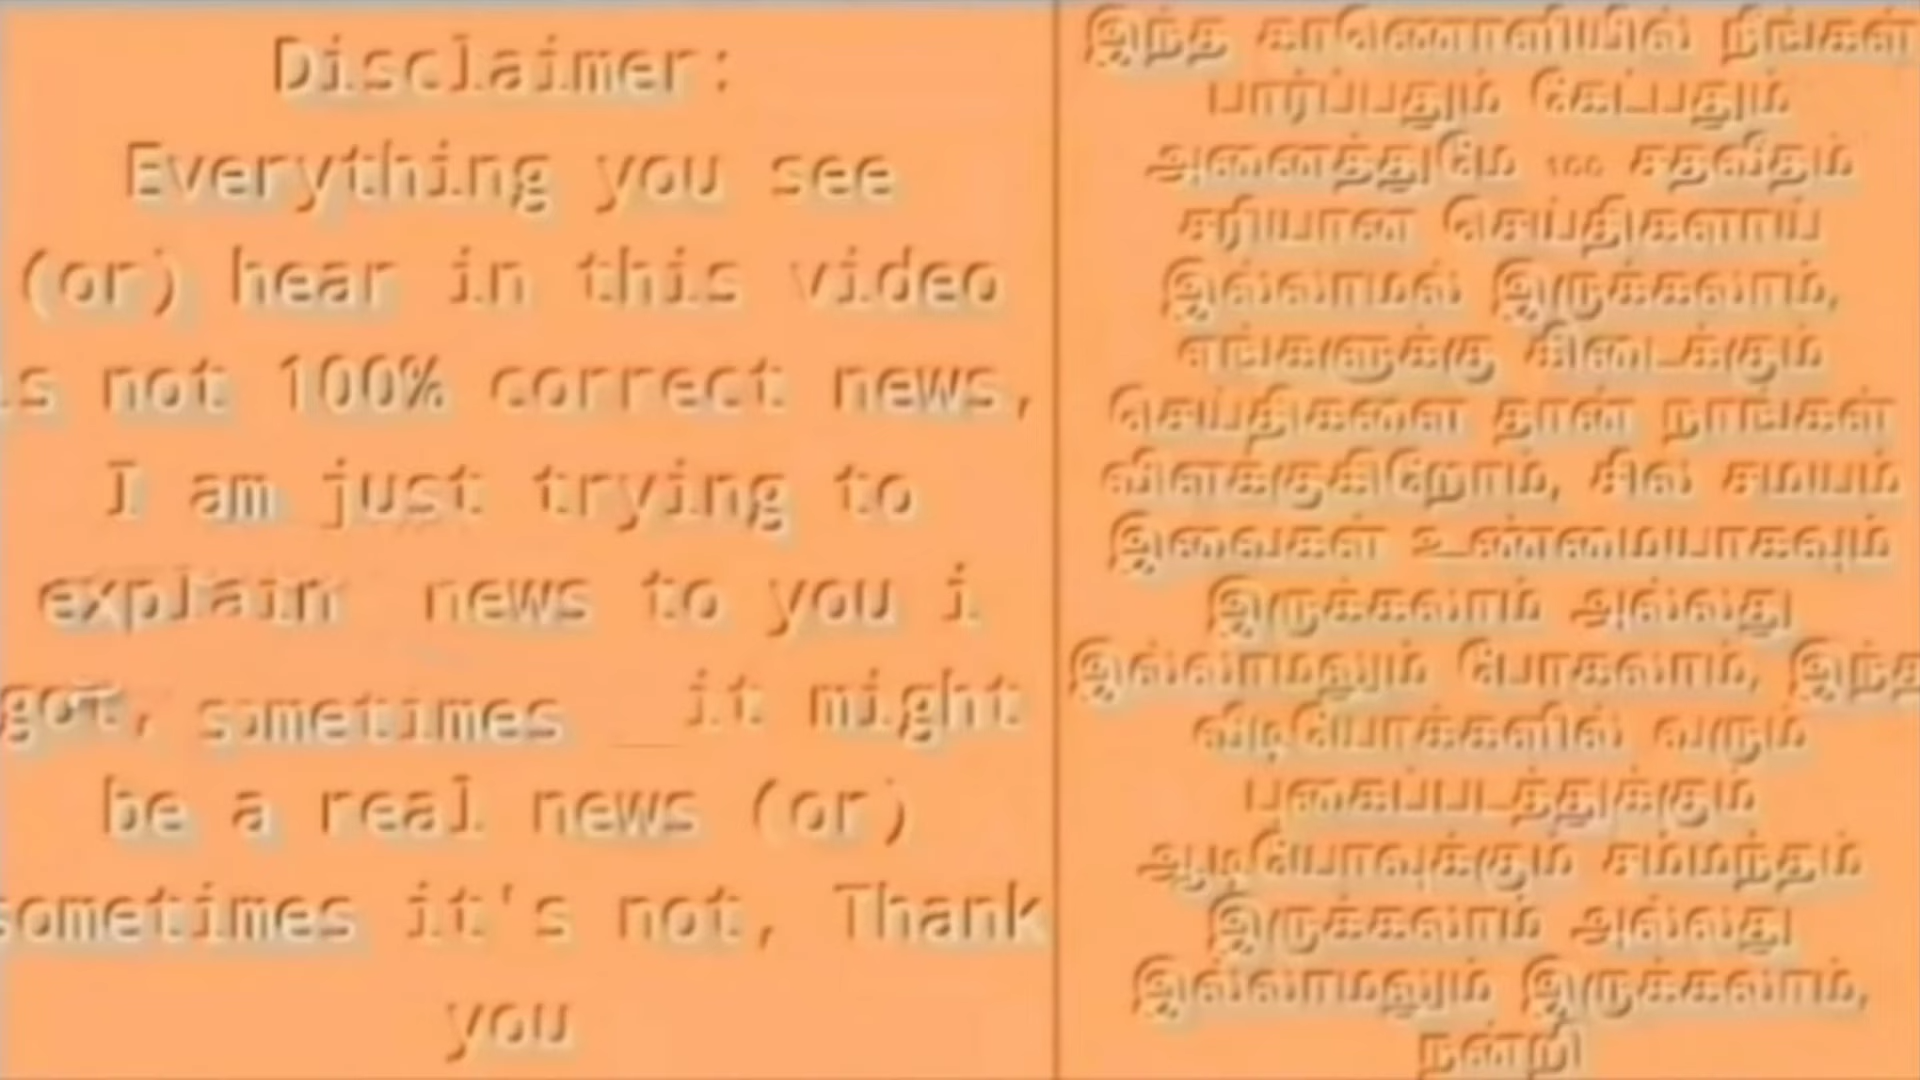 Disclaimer:
Everything you see
(or) hear in this video
is not 100% correct news,
I am just trying to
explain news to you i
got, sometimes _it might
be a real news (or)
sometimes it's not, Thank
you
இந்த காணொளியில் நீங்கள்
பார்ப்பதும் கேட்பதும்
அனைத்துமே 100 சதவீதம்
சரியான செய்திகளாய்
இல்லாமல் இருக்கலாம்,
எங்களுக்கு கிடைக்கும்
செய்திகளை தான் நாங்கள்
விளக்குகிறோம், சில சமயம்
இவைகள் உண்மையாகவும்
இருக்கலாம் அல்லது
இல்லாமலும் போகலாம், இந்த
வீடியோக்களில் வரும்
புகைப்படத்துக்கும்
ஆடியோவுக்கும் சம்மந்தம்
இருக்கலாம் அல்லது
இல்லாமலும் இருக்கலாம்,
நன்றி